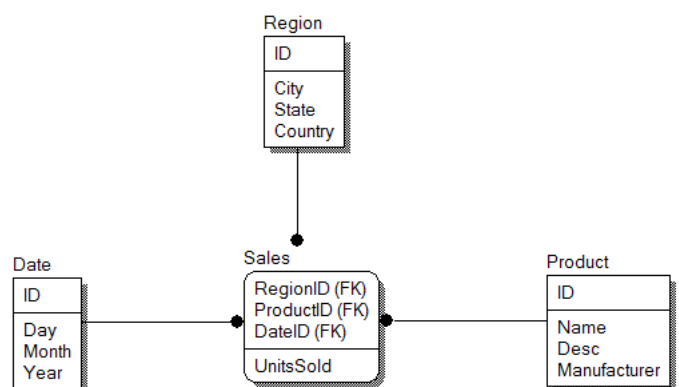 Region
ID
City
State
Country
Date
ID
Day
Month
Year
Sales
RegionID (FK)
ProductID (FK)
DateID (FK)
UnitsSold
Product
ID
Name
Desc
Manufacturer